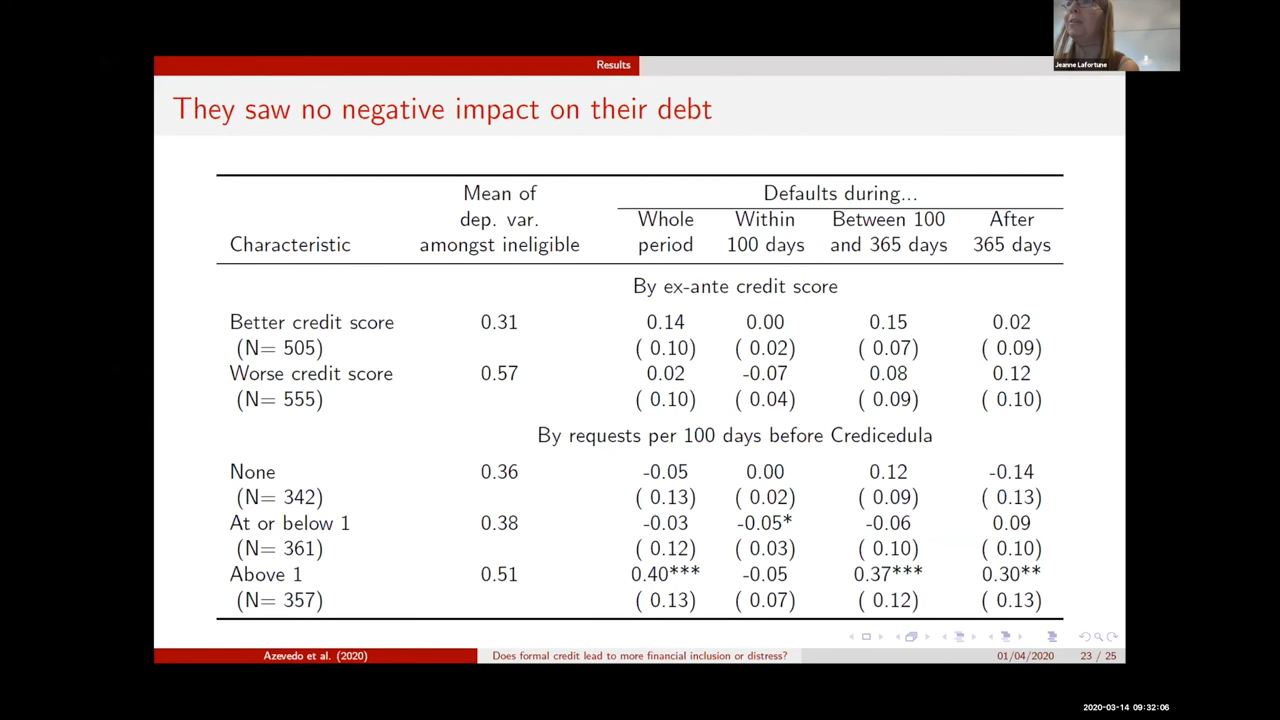 Jeanne Lafortune
Results
They saw no negative impact on their debt
Mean of Defaults during...
dep. var. Whole Within Between 100 After
Characteristic amongst ineligible period 100 days and 365 days 365 days
By ex-ante credit score
Better credit score 0.31 0.14 0.00 0.15 0.02
(N= 505) ( 0.10) ( 0.02) ( 0.07) ( 0.09)
Worse credit score 0.57 0.02 -0.07 0.08 0.12
(N= 555) ( 0.10) ( 0.04) ( 0.09) ( 0.10)
By requests per 100 days before Credicedula
None 0.36 -0.05 0.00 0.12 -0.14
(N= 342) ( 0.13) ( 0.02) ( 0.09) ( 0.13)
At or below 1 0.38 -0.03 -0.05* -0.06 0.09
(N= 361) ( 0.12) ( 0.03) ( 0.10) ( 0.10)
Above 1 0.51 0.40*** -0.05 0.37*** 0.30**
(N= 357) ( 0.13) ( 0.07) ( 0.12) ( 0.13)
Azevedo et al. (2020) Does formal credit lead to more financial inclusion or distress? 01/04/2020 23 / 25
2020-03-14 09:32:06